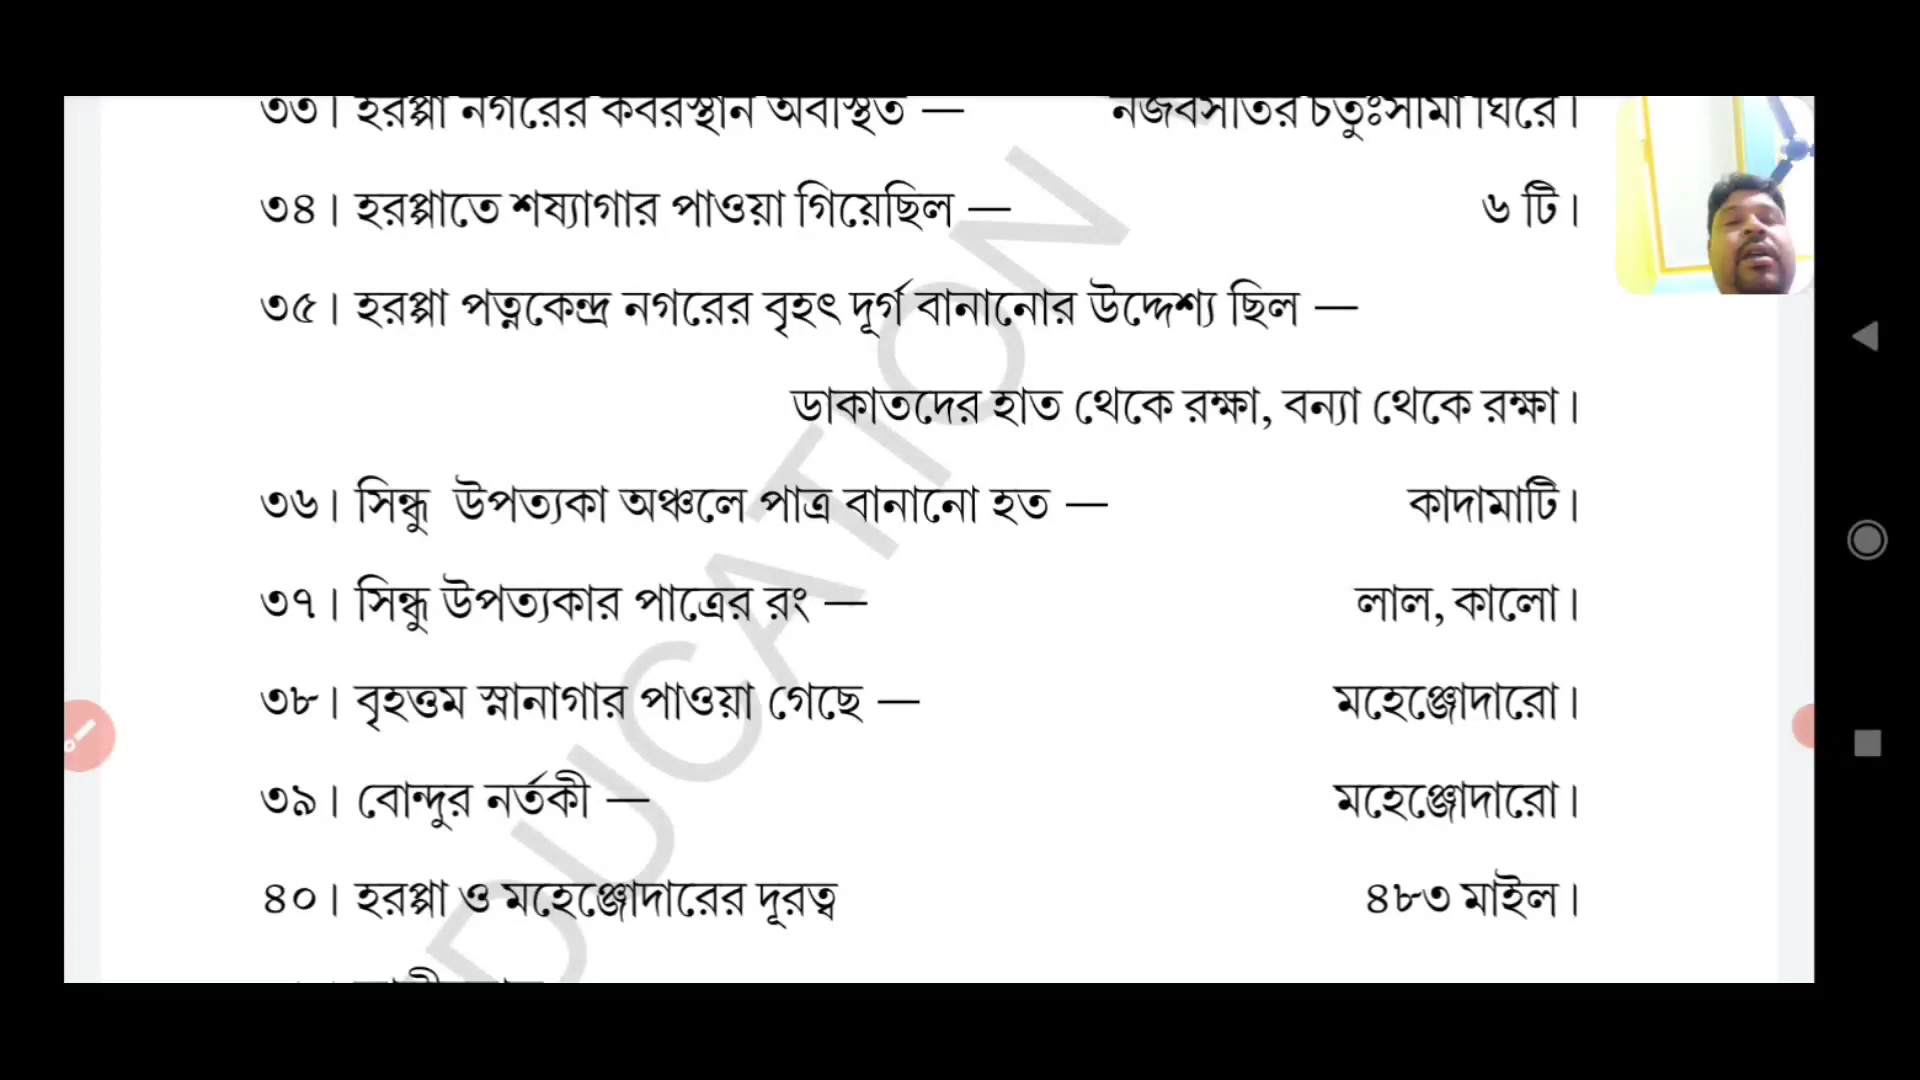 ৩৩। হরপ্পা নগরের কবরস্থান অবস্থিত — চতুঃসীমা ঘিরে।
৩৪। হরপ্পাতে শষ্যাগার পাওয়া গিয়েছিল — ৬ টি।
৩৫। হরপ্পা পত্নকেন্দ্র নগরের বৃহৎ দূর্গ বানানোর উদ্দেশ্য ছিল —
ডাকাতদের হাত থেকে রক্ষা, বন্যা থেকে রক্ষা।
৩৬। সিন্ধু উপত্যকা অঞ্চলে পাত্র বানানো হত — কাদামাটি।
৩৭। সিন্ধু উপত্যকার পাত্রের রং — লাল, কালো।
৩৮। বৃহত্তম স্নানাগার পাওয়া গেছে — মহেঞ্জোদারো।
৩৯। বোন্দুর নর্তকী — মহেঞ্জোদারো।
৪০। হরপ্পা ও মহেঞ্জোদারের দূরত্ব ৪৮৩ মাইল।
DUCATION